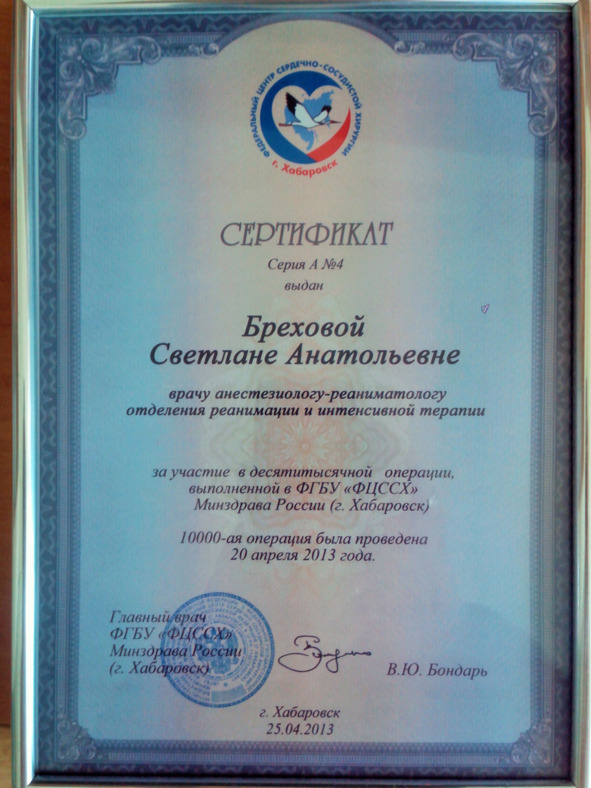 ФЕДЕРАЛЬНЫЙ ЦЕНТР СЕРДЕЧНО-СОСУДИСТОЙ ХИРУРГИИ
г. Хабаровск
СЕРТИФИКАТ
Серия А №4
выдан
Бреховой
Светлане Анатольевне
врачу анестезиологу-реаниматологу
отделения реанимации и интенсивной терапии
за участие в десятитысячной операции,
выполненной в ФГБУ «ФЦССХ»
Минздрава России (г. Хабаровск)
10000-ая операция была проведена
20 апреля 2013 года.
Главный врач
ФГБУ «ФЦССХ»
Минздрава России
(г. Хабаровск)
В.Ю. Бондарь
г. Хабаровск
25.04.2013